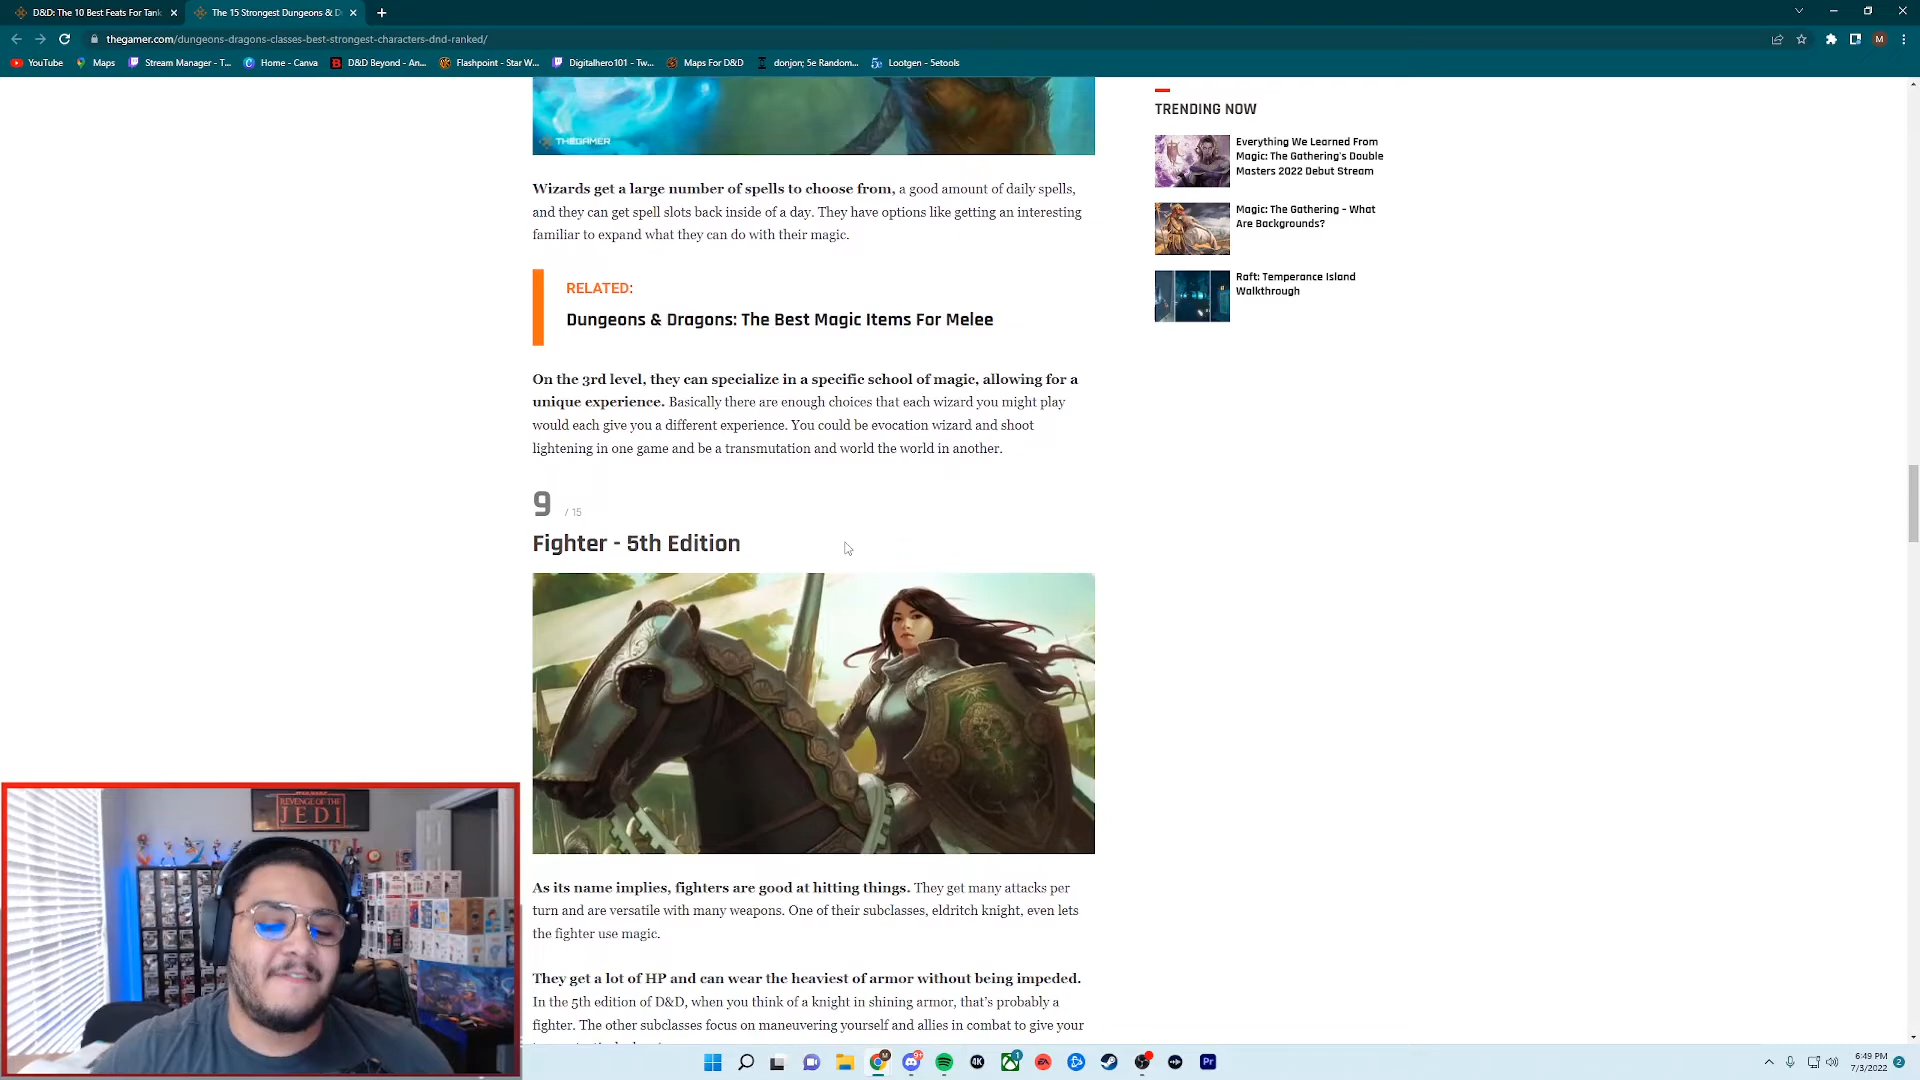 D&D: The 10 Best Feats For Tank
The 15 Strongest Dungeons & D
thegamer.com/dungeons-dragons-classes-best-strongest-characters-dnd-ranked/
M
YouTube
Maps
Stream Manager - T...
Home - Canva
D&D Beyond - An...
Flashpoint - Star W...
Digitalhero101 - Tw...
Maps For D&D
donjon; 5e Random...
Lootgen - 5etools
THEGAMER
Wizards get a large number of spells to choose from, a good amount of daily spells,
and they can get spell slots back inside of a day. They have options like getting an interesting
familiar to expand what they can do with their magic.
RELATED:
Dungeons & Dragons: The Best Magic Items For Melee
On the 3rd level, they can specialize in a specific school of magic, allowing for a
unique experience. Basically there are enough choices that each wizard you might play
would each give you a different experience. You could be evocation wizard and shoot
lightening in one game and be a transmutation and world the world in another.
9 / 15
Fighter - 5th Edition
As its name implies, fighters are good at hitting things. They get many attacks per
turn and are versatile with many weapons. One of their subclasses, eldritch knight, even lets
the fighter use magic.
They get a lot of HP and can wear the heaviest of armor without being impeded.
In the 5th edition of D&D, when you think of a knight in shining armor, that's probably a
fighter. The other subclasses focus on maneuvering yourself and allies in combat to give your
TRENDING NOW
Everything We Learned From
Magic: The Gathering's Double
Masters 2022 Debut Stream
Magic: The Gathering – What
Are Backgrounds?
Raft: Temperance Island
Walkthrough
REVENGE OF THE
JEDI
4K
EA
Pr
6:49 PM
7/3/2022
2